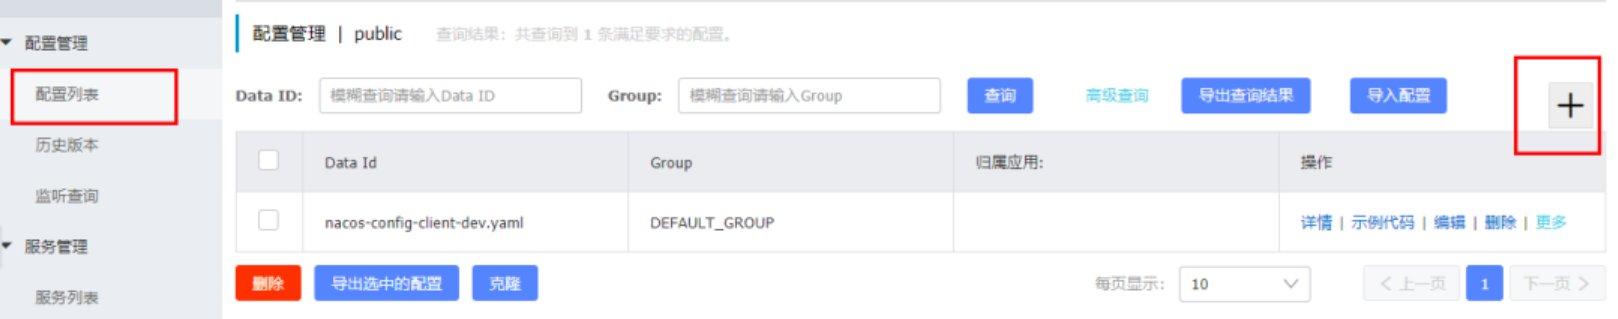 配置管理 | public 查询结果：共查询到 1 条满足要求的配置。
配置管理
配置列表
Data ID: 模糊查询请输入Data ID Group: 模糊查询请输入Group 查询 高级查询 导出查询结果 导入配置 +
历史版本
Data Id Group 归属应用: 操作
监听查询
nacos-config-client-dev.yaml DEFAULT_GROUP 详情 | 示例代码 | 编辑 | 删除 | 更多
服务管理
删除 导出选中的配置 克隆 每页显示: 10 < 上一页 1 下一页 >
服务列表